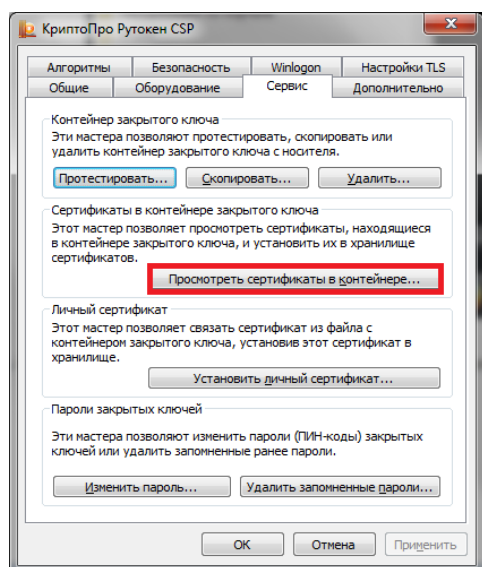 КриптоПро Рутокен CSP
Алгоритмы Безопасность Winlogon Настройки TLS
Общие Оборудование Сервис Дополнительно
Контейнер закрытого ключа
Эти мастера позволяют протестировать, скопировать или
удалить контейнер закрытого ключа с носителя.
Протестировать... Скопировать... Удалить...
Сертификаты в контейнере закрытого ключа
Этот мастер позволяет просмотреть сертификаты, находящиеся
в контейнере закрытого ключа, и установить их в хранилище
сертификатов.
Просмотреть сертификаты в контейнере...
Личный сертификат
Этот мастер позволяет связать сертификат из файла с
контейнером закрытого ключа, установив этот сертификат в
хранилище.
Установить личный сертификат...
Пароли закрытых ключей
Эти мастера позволяют изменить пароли (ПИН-коды) закрытых
ключей или удалить запомненные ранее пароли.
Изменить пароль... Удалить запомненные пароли...
ОК Отмена Применить